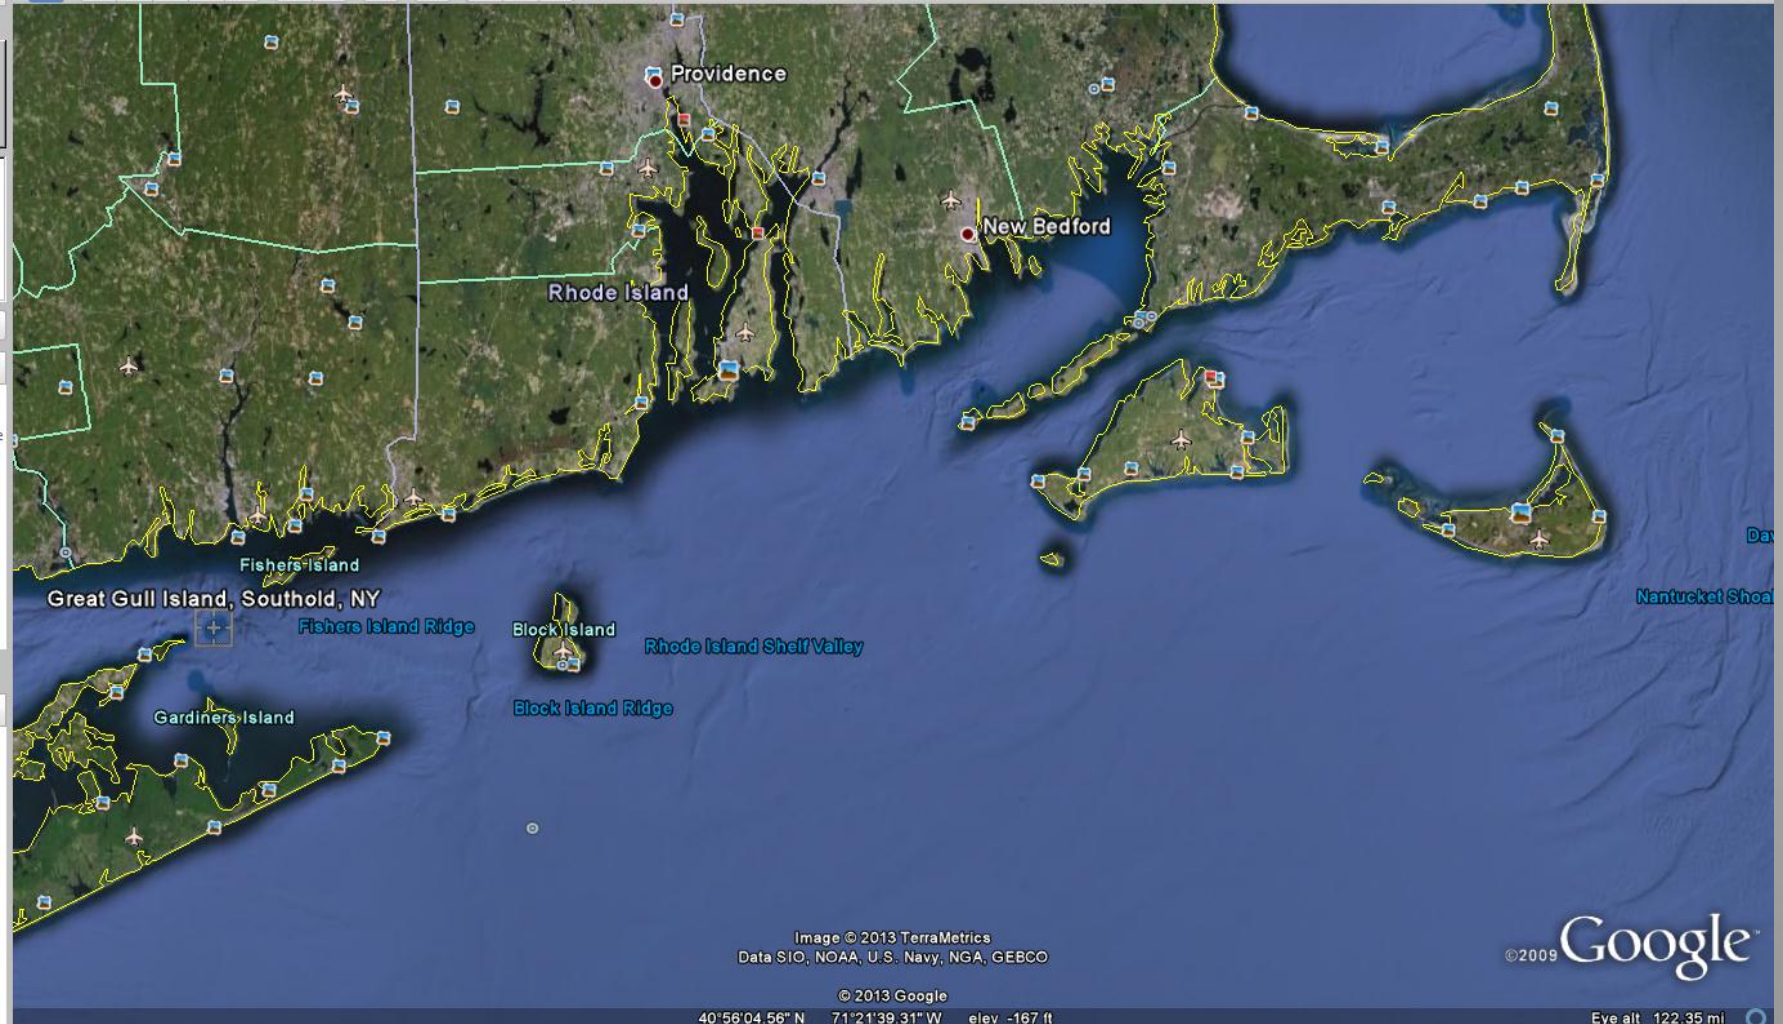 Providence
New Bedford
Rhode Island
Fishers Island
Great Gull Island, Southold, NY
Fishers Island Ridge
Block Island
Rhode Island Shelf Valley
Block Island Ridge
Gardiners Island
Nantucket Shoal
Image © 2013 TerraMetrics
Data SIO, NOAA, U.S. Navy, NGA, GEBCO
©2009 Google™
© 2013 Google
40°56'04.56" N 71°21'39.31" W elev -167 ft
Eye alt 122.35 mi